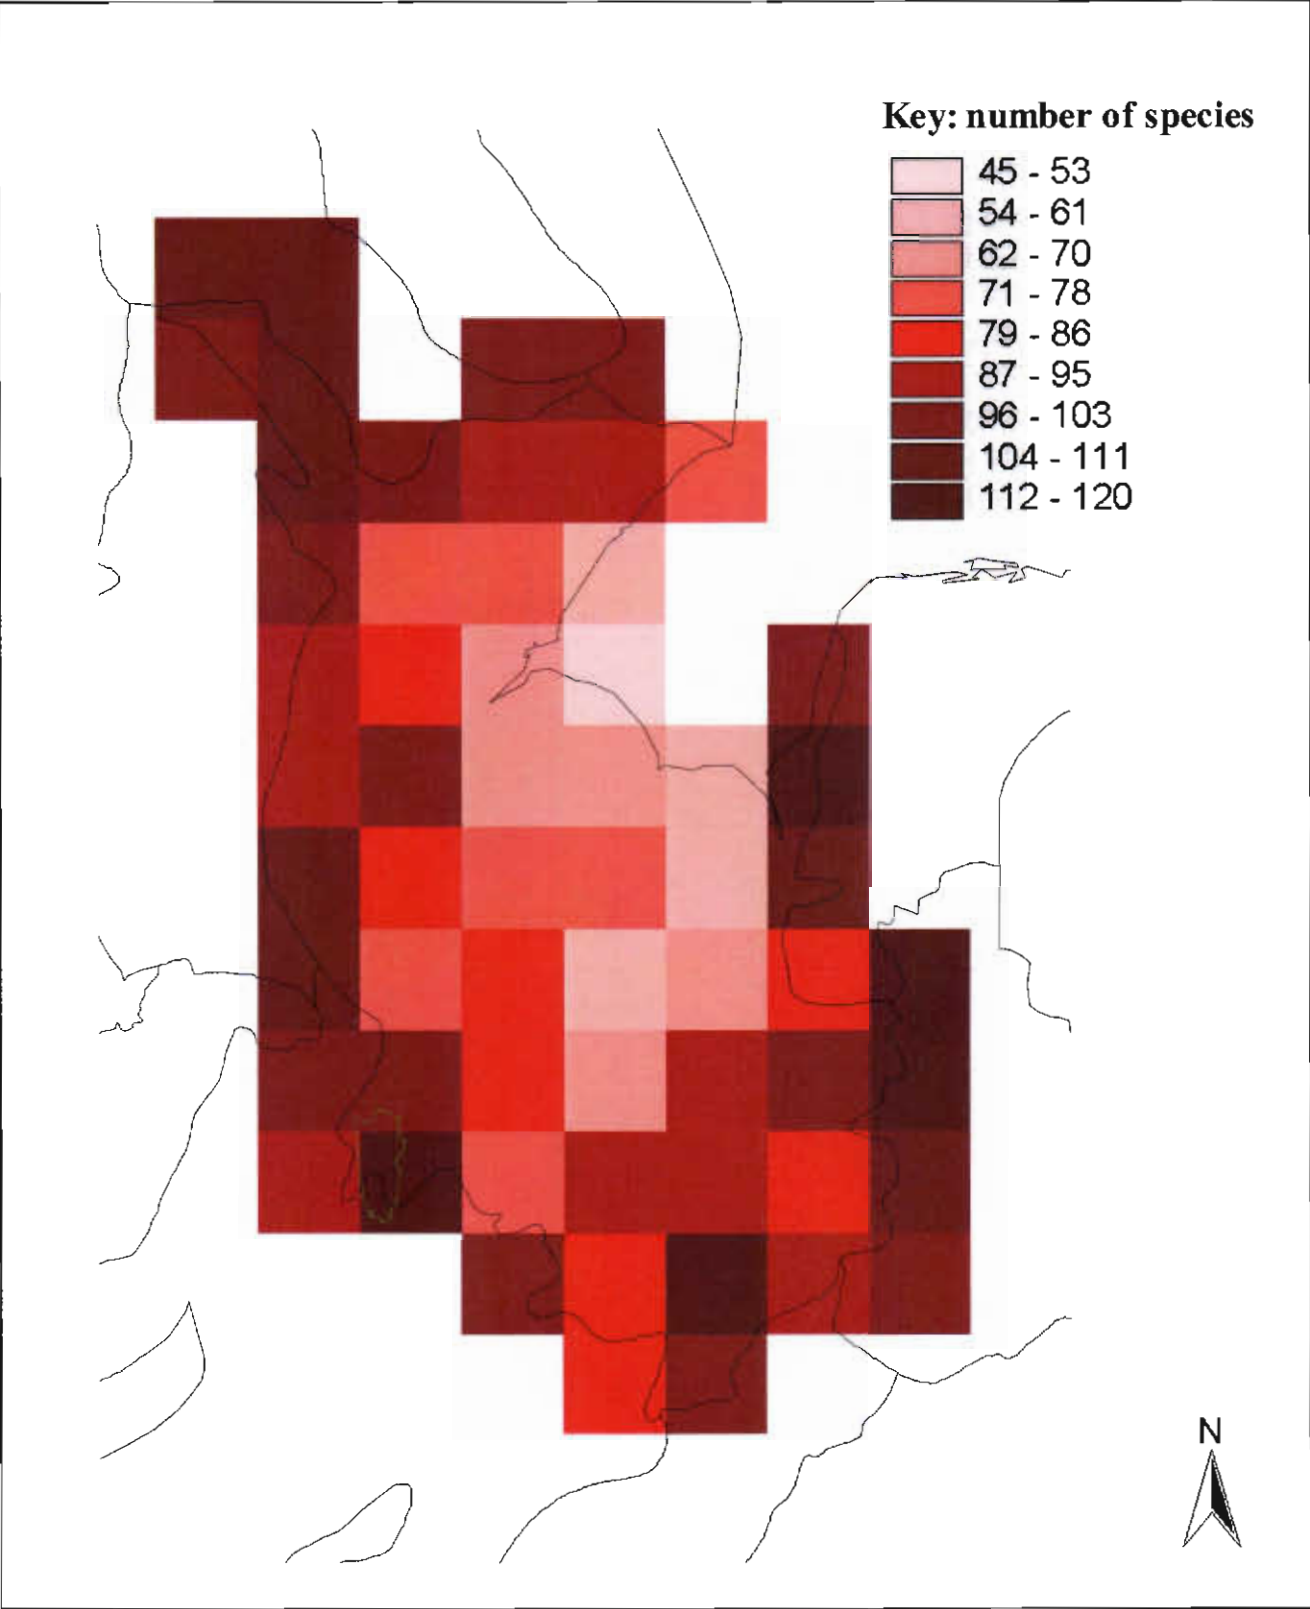 Key: number of species
45 - 53
54 - 61
62 - 70
71 - 78
79 - 86
87 - 95
96 - 103
104 - 111
112 - 120
N